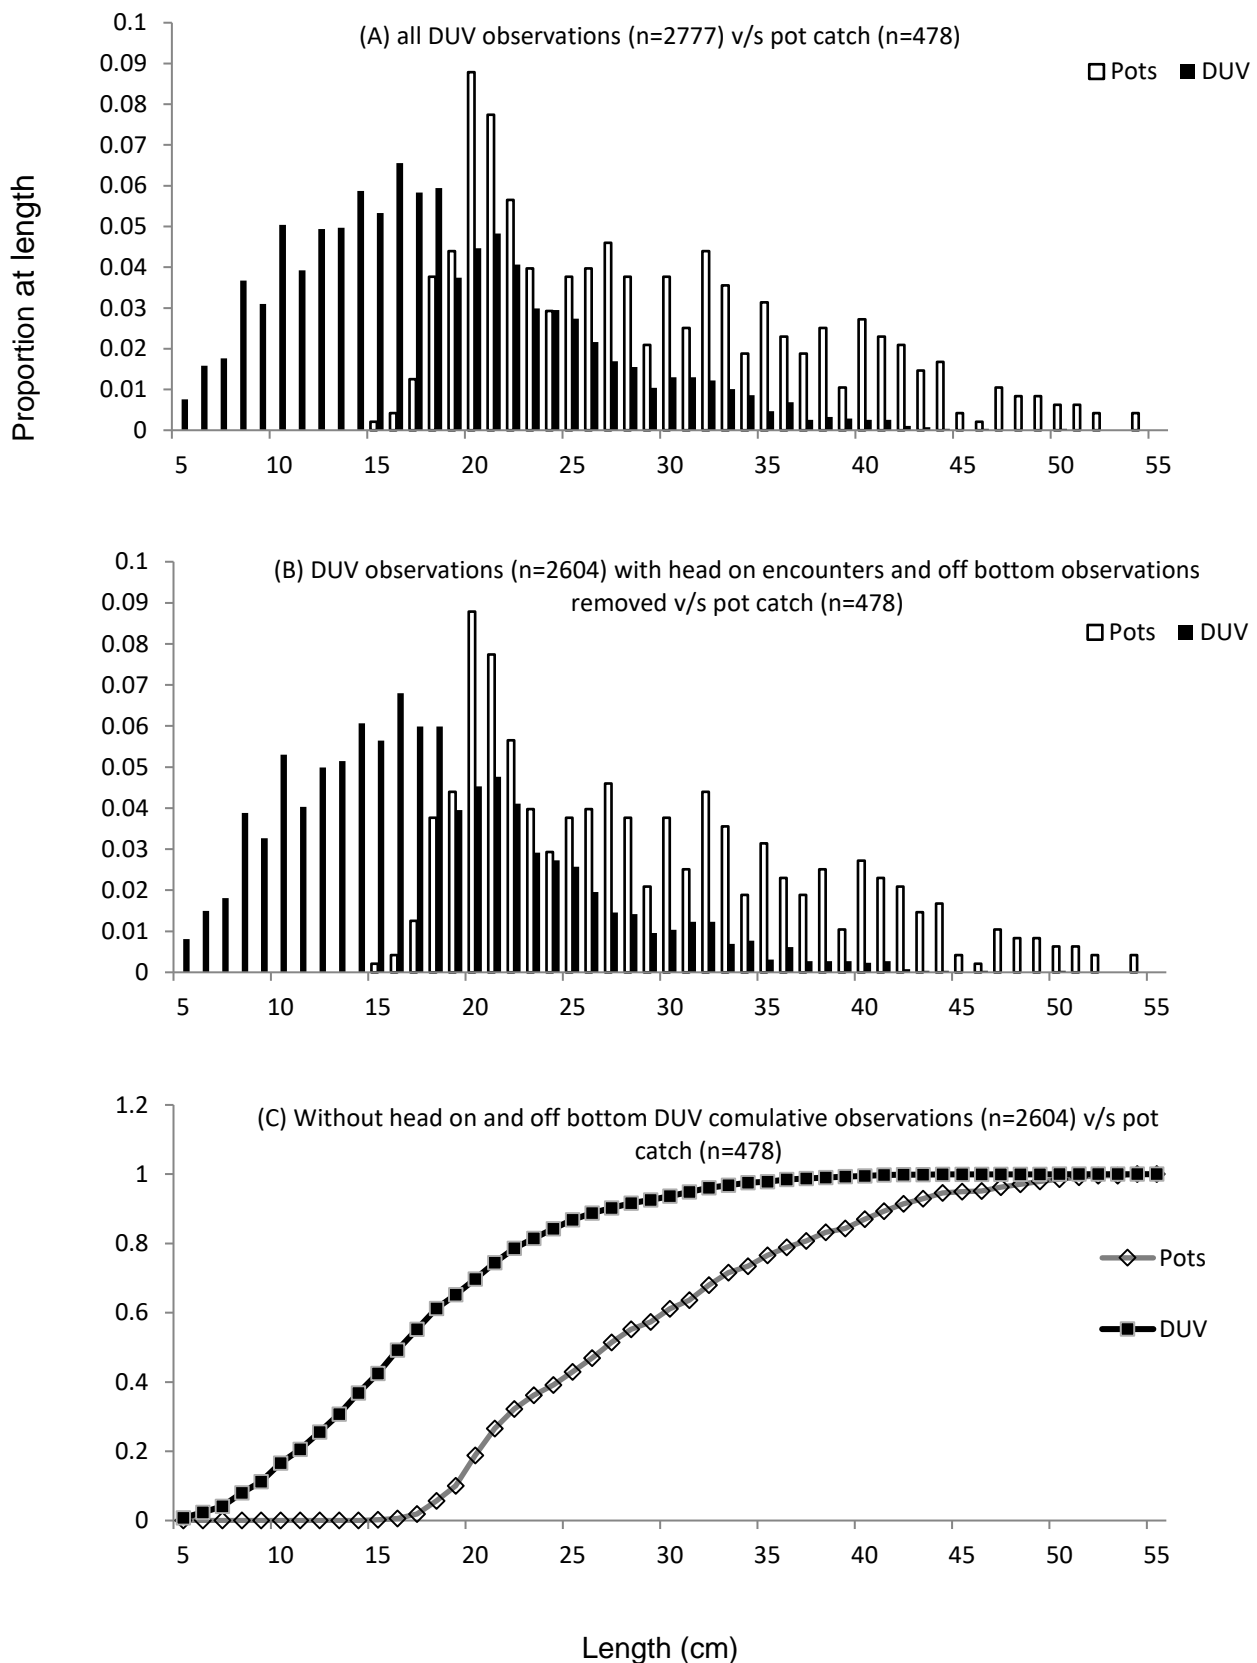 Proportion at length
(A) all DUV observations (n=2777) v/s pot catch (n=478)
Pots DUV
0.1
0.09
0.08
0.07
0.06
0.05
0.04
0.03
0.02
0.01
0
5 10 15 20 25 30 35 40 45 50 55
(B) DUV observations (n=2604) with head on encounters and off bottom observations
removed v/s pot catch (n=478)
Pots DUV
0.1
0.09
0.08
0.07
0.06
0.05
0.04
0.03
0.02
0.01
0
5 10 15 20 25 30 35 40 45 50 55
(C) Without head on and off bottom DUV comulative observations (n=2604) v/s pot
catch (n=478)
1.2
1
0.8
0.6
0.4
0.2
0
Pots
DUV
5 10 15 20 25 30 35 40 45 50 55
Length (cm)